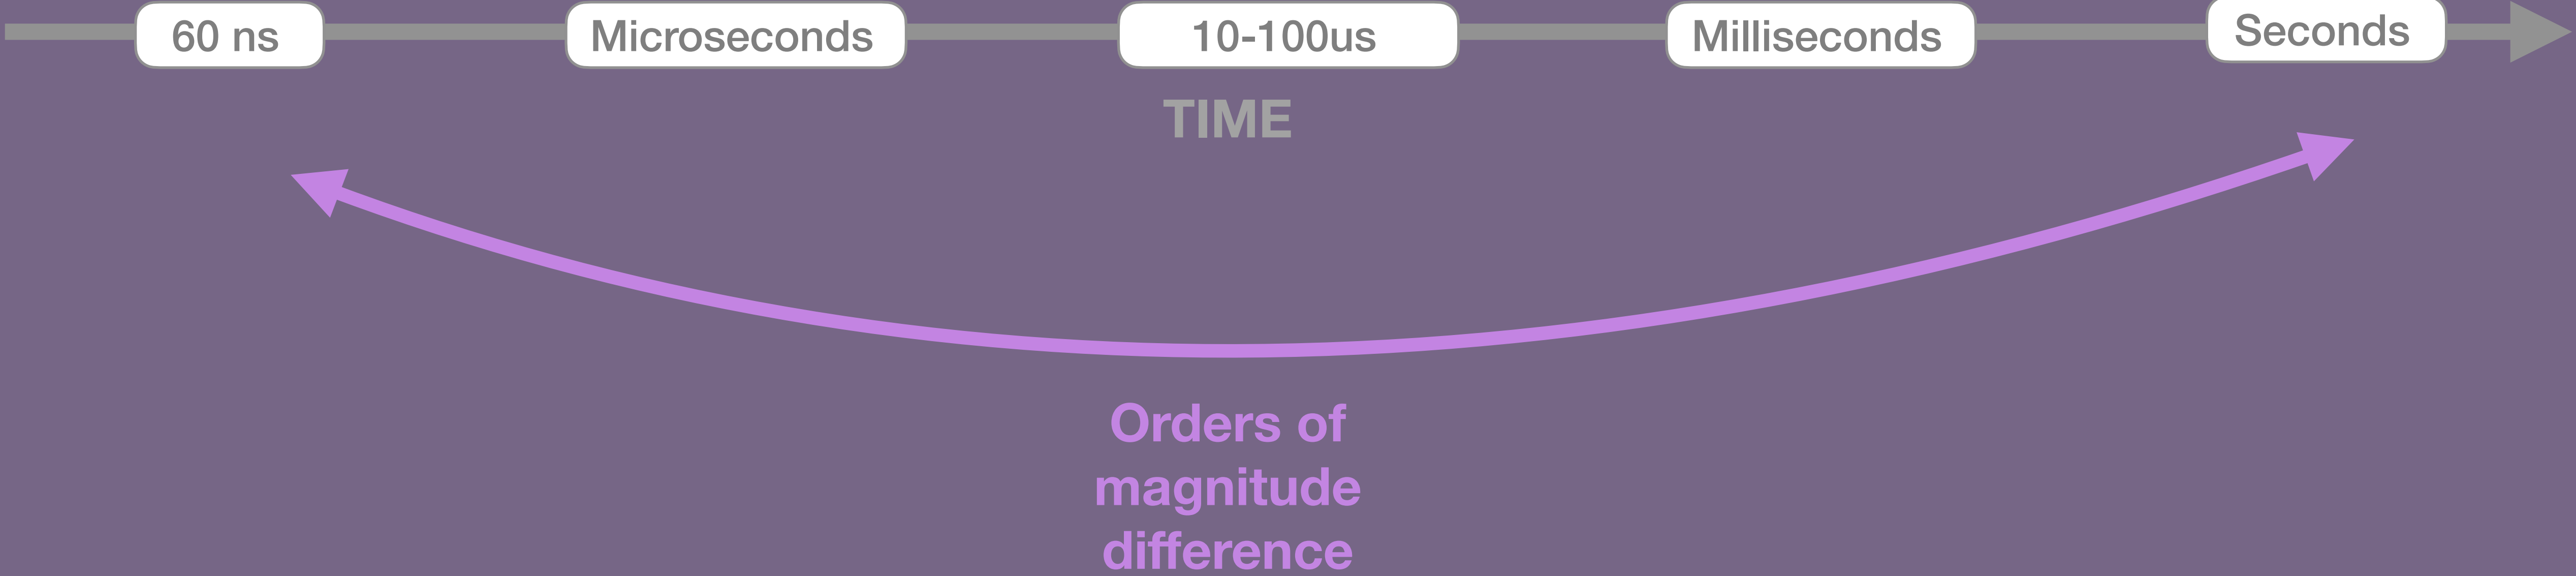 60 ns
Microseconds
10-100us
Milliseconds
Seconds
TIME
Orders of
magnitude
difference